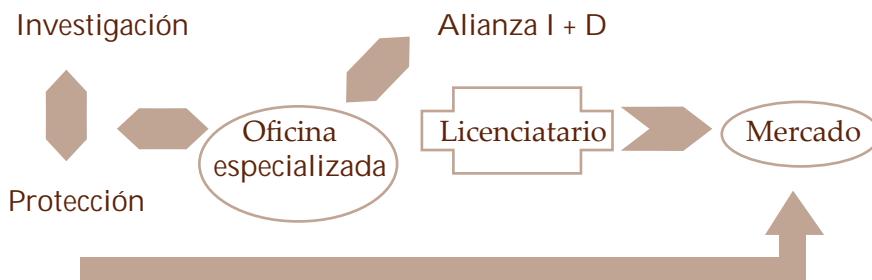 Investigación
Alianza I + D
Oficina
especializada
Licenciatario
Mercado
Protección